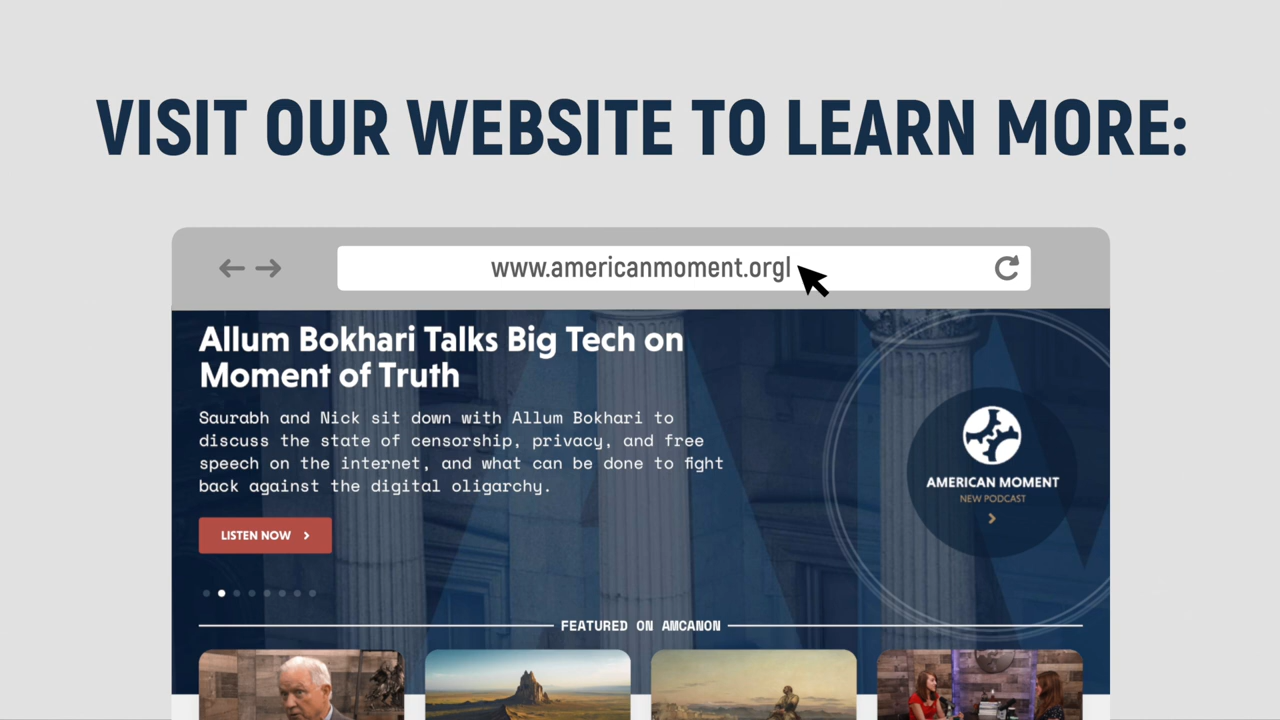 VISIT OUR WEBSITE TO LEARN MORE:
www.americanmoment.org
Allum Bokhari Talks Big Tech on
Moment of Truth
Saurabh and Nick sit down with Allum Bokhari to
discuss the state of censorship, privacy, and free
speech on the internet, and what can be done to fight
back against the digital oligarchy.
LISTEN NOW
AMERICAN MOMENT
NEW PODCAST
FEATURED ON AMCANON